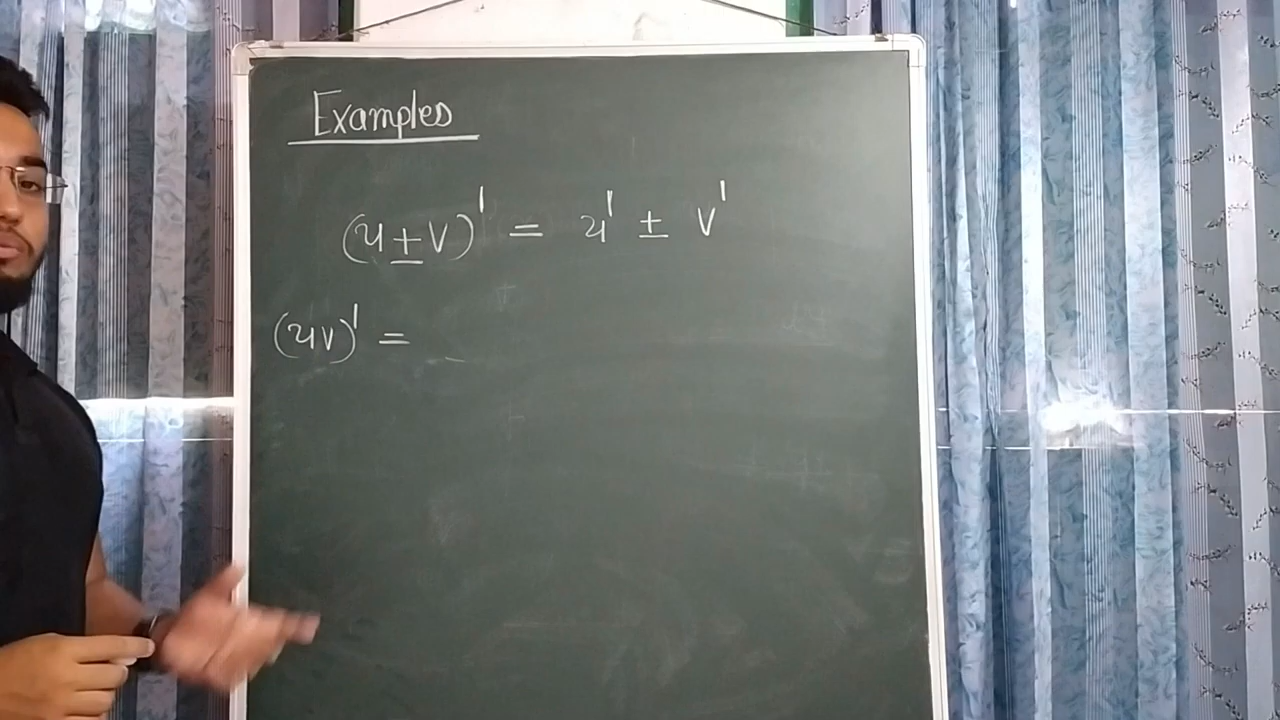 Examples
(u±v)' = u' ± v'
(uv)' =